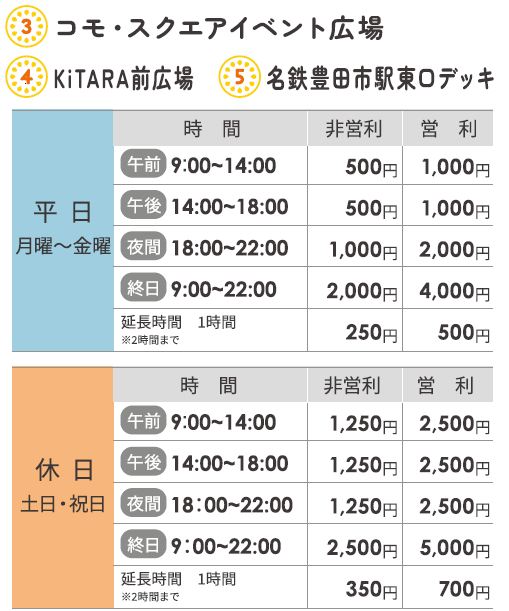 ③ コモ・スクエアイベント広場
④ KiTARA前広場 ⑤ 名鉄豊田市駅東口デッキ
時 間 非営利 営 利
平 日
月曜～金曜
午前 9:00~14:00 500円 1,000円
午後 14:00~18:00 500円 1,000円
夜間 18:00~22:00 1,000円 2,000円
終日 9:00~22:00 2,000円 4,000円
延長時間 1時間
※2時間まで
250円 500円
時 間 非営利 営 利
休 日
土日・祝日
午前 9:00~14:00 1,250円 2,500円
午後 14:00~18:00 1,250円 2,500円
夜間 18:00~22:00 1,250円 2,500円
終日 9:00~22:00 2,500円 5,000円
延長時間 1時間
※2時間まで
350円 700円